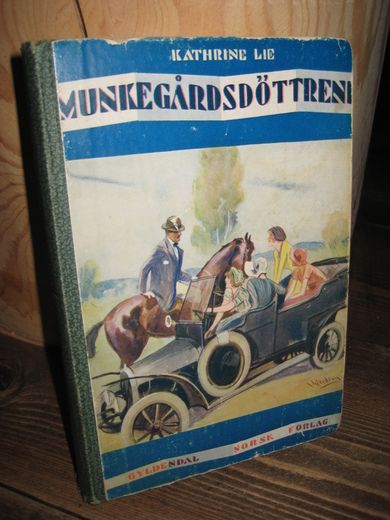 KATHRINE LIE
MUNKEGÅRDSDÖTTRENE
GYLDENDAL NORSK FORLAG